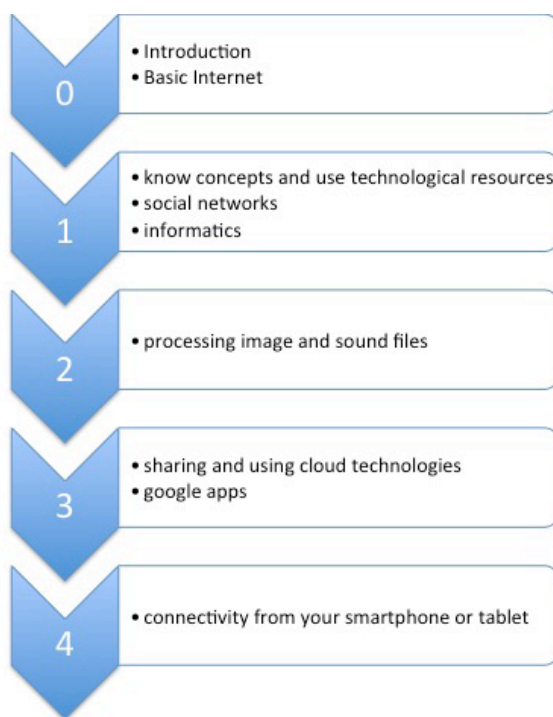 0
• Introduction
• Basic Internet
1
• know concepts and use technological resources
• social networks
• informatics
2
• processing image and sound files
3
• sharing and using cloud technologies
• google apps
4
• connectivity from your smartphone or tablet